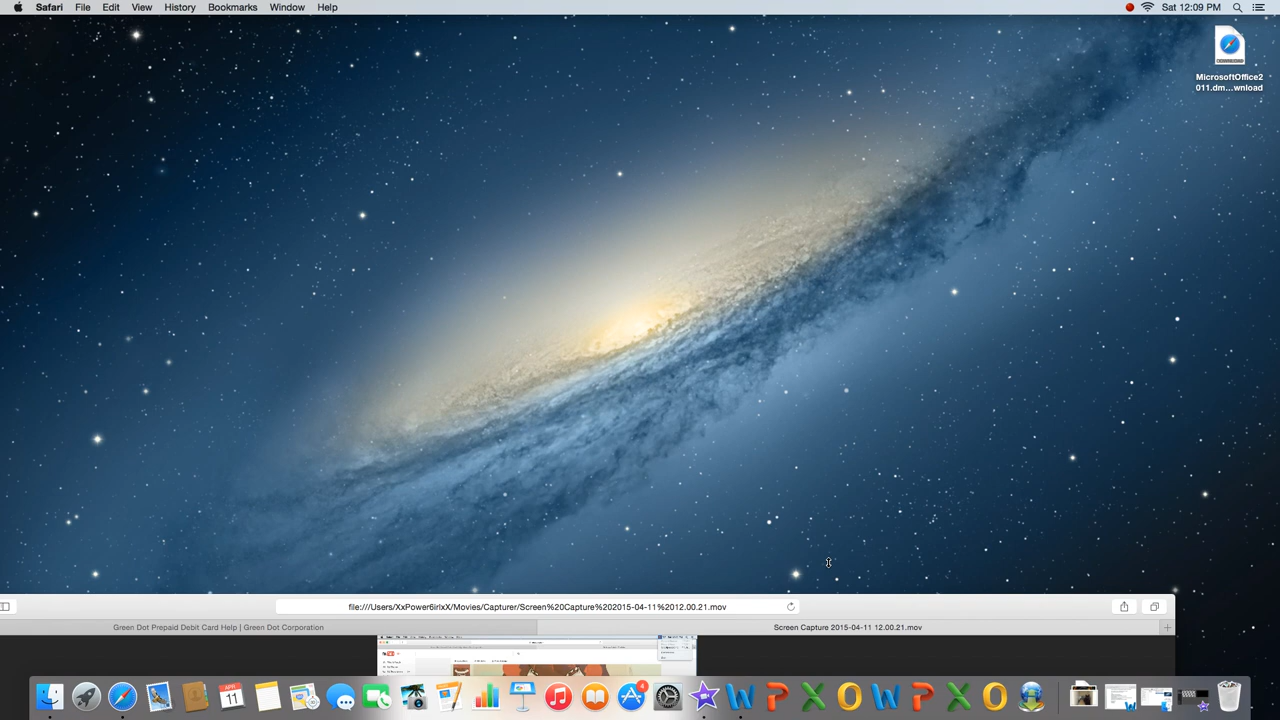 Safari File Edit View History Bookmarks Window Help Sat 12:09 PM
DOWNLOAD
MicrosoftOffice2
011.dm...wnload
file:///Users/XxPower6irlxX/Movies/Capturer/Screen%20Capture%202015-04-11%2012.00.21.mov
Green Dot Prepaid Debit Card Help | Green Dot Corporation Screen Capture 2015-04-11 12.00.21.mov
APR
11
4